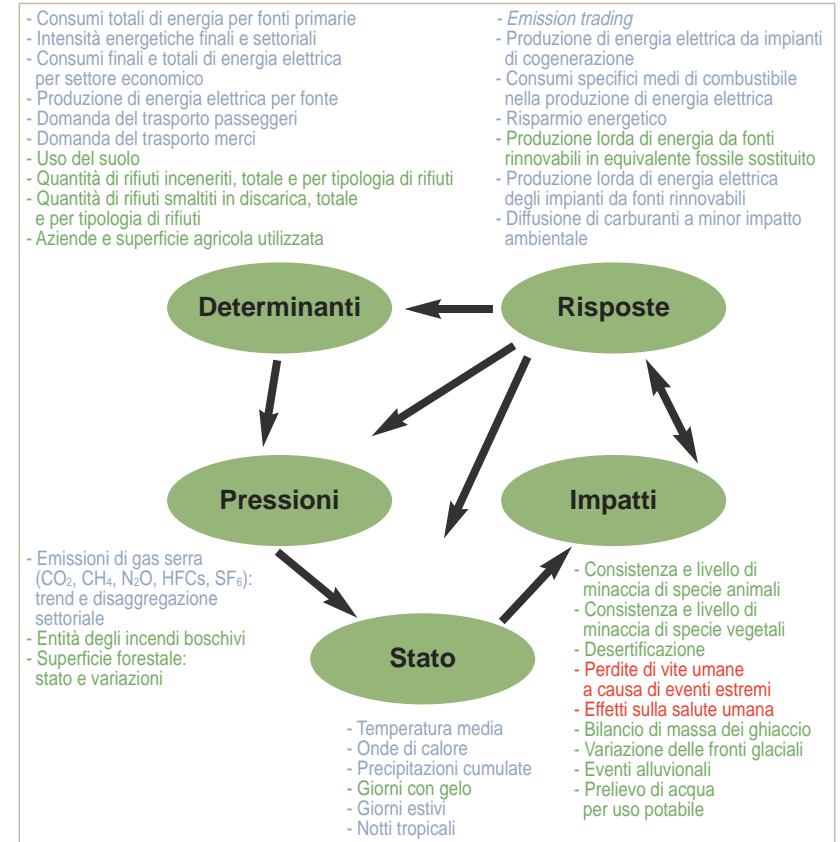 - Consumi totali di energia per fonti primarie
- Intensità energetiche finali e settoriali
- Consumi finali e totali di energia elettrica
per settore economico
- Produzione di energia elettrica per fonte
- Domanda del trasporto passeggeri
- Domanda del trasporto merci
- Uso del suolo
- Quantità di rifiuti inceneriti, totale e per tipologia di rifiuti
- Quantità di rifiuti smaltiti in discarica, totale
e per tipologia di rifiuti
- Aziende e superficie agricola utilizzata
- Emission trading
- Produzione di energia elettrica da impianti
di cogenerazione
- Consumi specifici medi di combustibile
nella produzione di energia elettrica
- Risparmio energetico
- Produzione lorda di energia da fonti
rinnovabili in equivalente fossile sostituito
- Produzione lorda di energia elettrica
degli impianti da fonti rinnovabili
- Diffusione di carburanti a minor impatto
ambientale
Determinanti
Risposte
Pressioni
Impatti
- Emissioni di gas serra
(CO₂, CH₄, N₂O, HFCs, SF₆):
trend e disaggregazione
settoriale
- Entità degli incendi boschivi
- Superficie forestale:
stato e variazioni
Stato
- Temperatura media
- Onde di calore
- Precipitazioni cumulate
- Giorni con gelo
- Giorni estivi
- Notti tropicali
- Consistenza e livello di
minaccia di specie animali
- Consistenza e livello di
minaccia di specie vegetali
- Desertificazione
- Perdite di vite umane
a causa di eventi estremi
- Effetti sulla salute umana
- Bilancio di massa dei ghiaccio
- Variazione delle fronti glaciali
- Eventi alluvionali
- Prelievo di acqua
per uso potabile